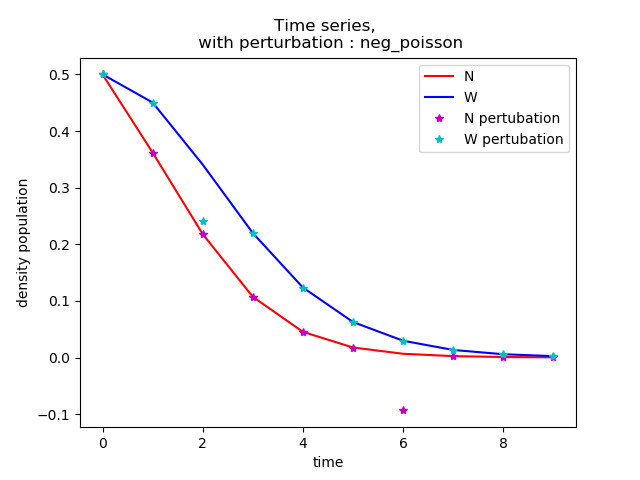 Time series,
with perturbation : neg_poisson
N
W
N pertubation
W pertubation
0.5
0.4
0.3
0.2
0.1
0.0
−0.1
density population
0 2 4 6 8
time